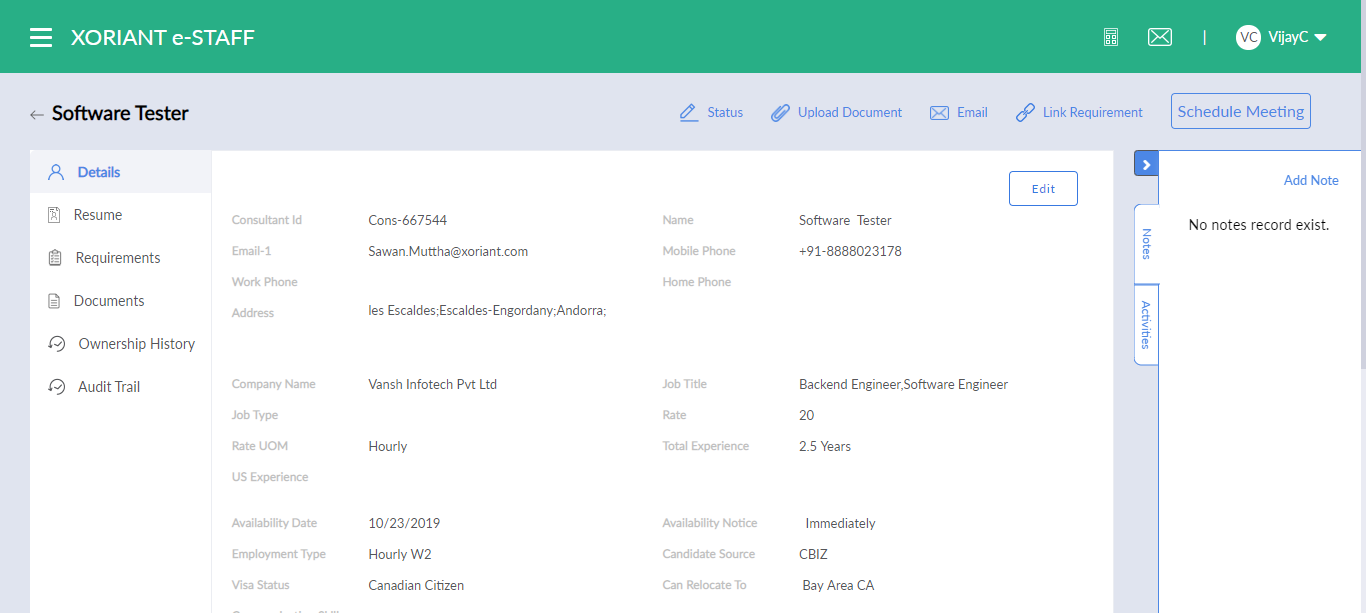 XORIANT e-STAFF
| VC VijayC
Software Tester
Status Upload Document Email Link Requirement Schedule Meeting
Details
Resume
Requirements
Documents
Ownership History
Audit Trail
Edit
Consultant Id Cons-667544 Name Software Tester
Email-1 Sawan.Muttha@xoriant.com Mobile Phone +91-8888023178
Work Phone Home Phone
Address les Escaldes;Escaldes-Engordany;Andorra;
Company Name Vansh Infotech Pvt Ltd Job Title Backend Engineer,Software Engineer
Job Type Rate 20
Rate UOM Hourly Total Experience 2.5 Years
US Experience
Availability Date 10/23/2019 Availability Notice Immediately
Employment Type Hourly W2 Candidate Source CBIZ
Visa Status Canadian Citizen Can Relocate To Bay Area CA
Add Note
No notes record exist.
Notes
Activities